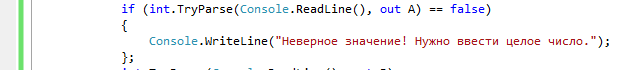 if (int.TryParse(Console.ReadLine(), out A) == false)
{
Console.WriteLine("Неверное значение! Нужно ввести целое число.");
};